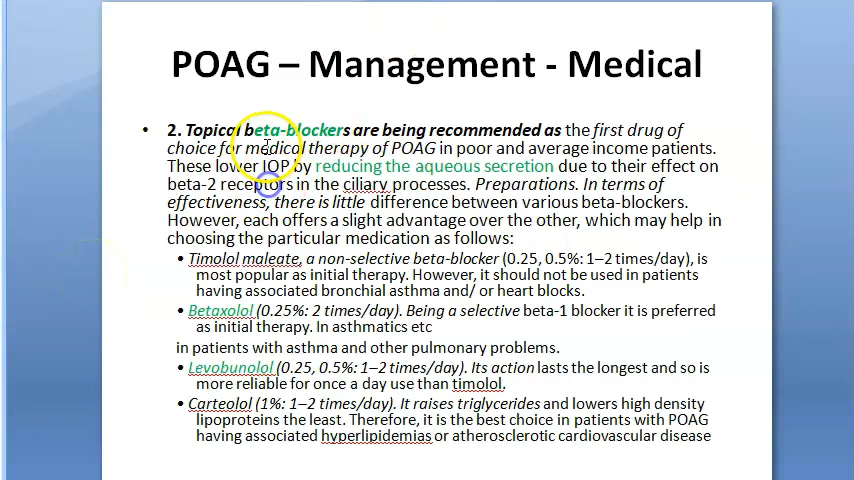 POAG – Management - Medical
• 2. Topical beta-blockers are being recommended as the first drug of
choice for medical therapy of POAG in poor and average income patients.
These lower IOP by reducing the aqueous secretion due to their effect on
beta-2 receptors in the ciliary processes. Preparations. In terms of
effectiveness, there is little difference between various beta-blockers.
However, each offers a slight advantage over the other, which may help in
choosing the particular medication as follows:
• Timolol maleate, a non-selective beta-blocker (0.25, 0.5%: 1–2 times/day), is
most popular as initial therapy. However, it should not be used in patients
having associated bronchial asthma and/ or heart blocks.
• Betaxolol (0.25%: 2 times/day). Being a selective beta-1 blocker it is preferred
as initial therapy. In asthmatics etc
in patients with asthma and other pulmonary problems.
• Levobunolol (0.25, 0.5%: 1–2 times/day). Its action lasts the longest and so is
more reliable for once a day use than timolol.
• Carteolol (1%: 1–2 times/day). It raises triglycerides and lowers high density
lipoproteins the least. Therefore, it is the best choice in patients with POAG
having associated hyperlipidemias or atherosclerotic cardiovascular disease